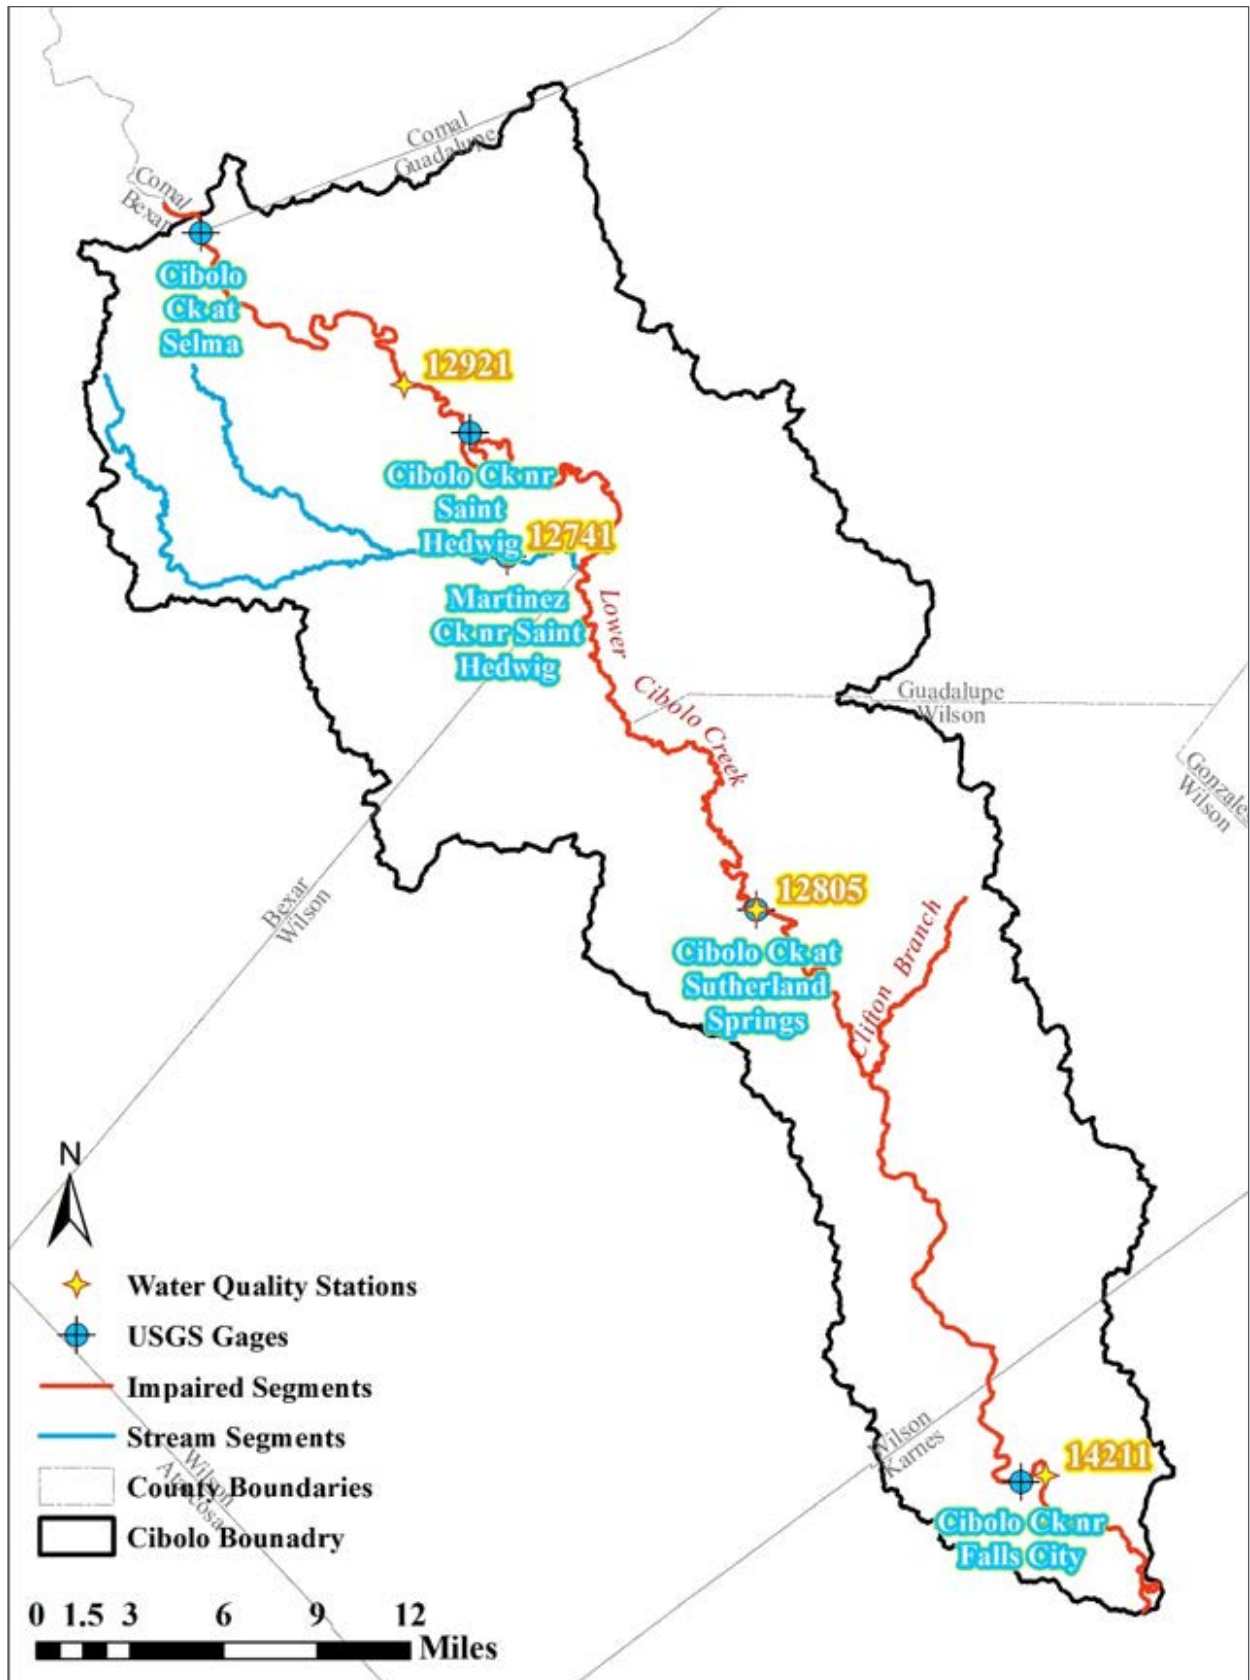 Comal
Guadalupe
Comal
Bexar
Cibolo
Ck at
Selma
12921
Cibolo Ck nr
Saint
Hedwig
12741
Martinez
Ck nr Saint
Hedwig
Lower
Cibolo Creek
Guadalupe
Wilson
Gonzales
Wilson
Bexar
Wilson
12805
Cibolo Ck at
Sutherland
Springs
Clifton Branch
N
Water Quality Stations
USGS Gages
Impaired Segments
Stream Segments
Wilson
Atascosa
County Boundaries
Cibolo Bounadry
Wilson
Karnes
14211
Cibolo Ck nr
Falls City
0 1.5 3 6 9 12
Miles